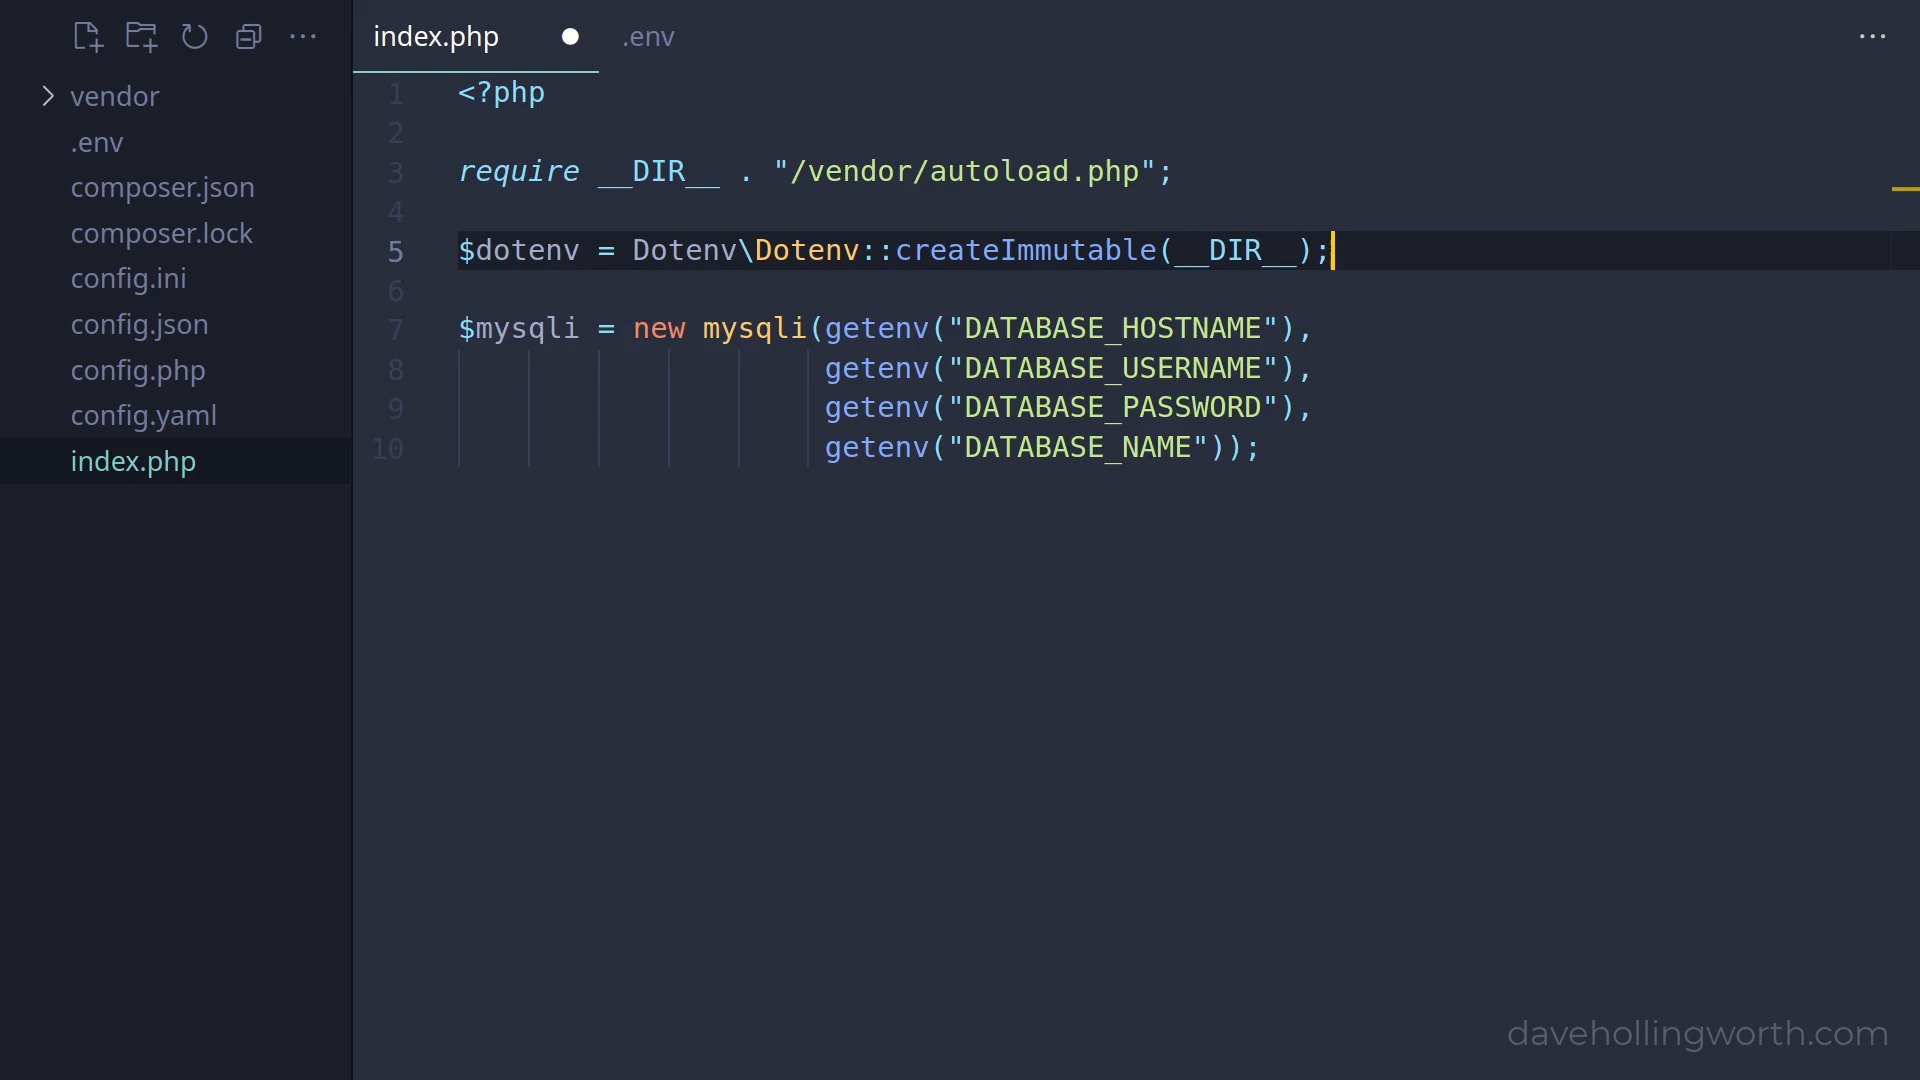 index.php
.env
vendor
.env
composer.json
composer.lock
config.ini
config.json
config.php
config.yaml
index.php
1 <?php
2
3 require __DIR__ . "/vendor/autoload.php";
4
5 $dotenv = Dotenv\Dotenv::createImmutable(__DIR__);
6
7 $mysqli = new mysqli(getenv("DATABASE_HOSTNAME"),
8 getenv("DATABASE_USERNAME"),
9 getenv("DATABASE_PASSWORD"),
10 getenv("DATABASE_NAME"));
davehollingworth.com